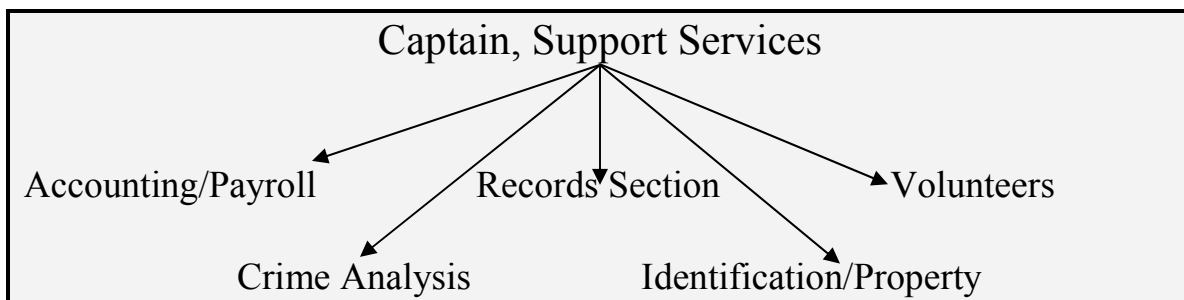 Captain, Support Services
Accounting/Payroll Records Section Volunteers
Crime Analysis Identification/Property